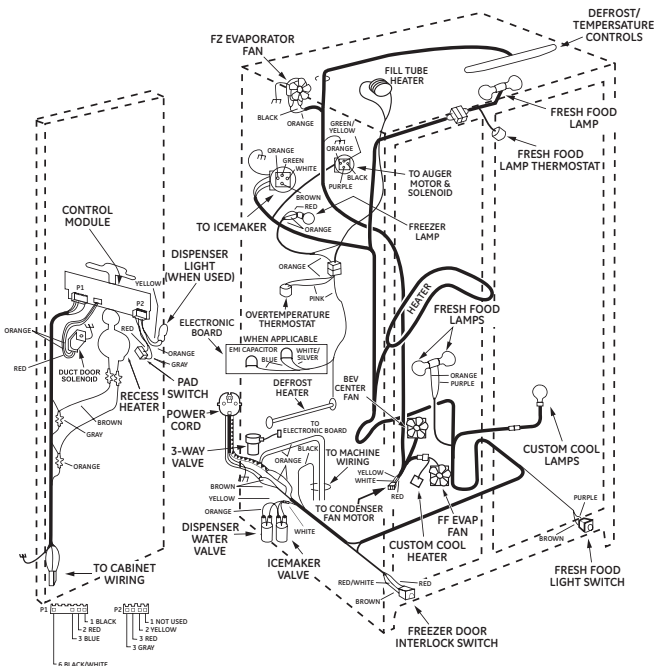 DEFROST/
TEMPERSATURE
CONTROLS
FZ EVAPORATOR
FAN
FILL TUBE
HEATER
BLACK
ORANGE
GREEN/
YELLOW
FRESH FOOD
LAMP
ORANGE
ORANGE
GREEN
WHITE
BLACK
PURPLE
BROWN
FRESH FOOD
LAMP THERMOSTAT
TO AUGER
MOTOR &
SOLENOID
TO ICEMAKER
RED
ORANGE
FREEZER
LAMP
CONTROL
MODULE
DISPENSER
LIGHT
(WHEN USED)
P1
P2
YELLOW
ORANGE
PINK
OVERTEMPERATURE
THERMOSTAT
HEATER
FRESH FOOD
LAMPS
ORANGE
RED
DUCT DOOR
SOLENOID
RED
ORANGE
GRAY
PAD
SWITCH
RECESS
HEATER
ELECTRONIC
BOARD
WHEN APPLICABLE
EMI CAPACITOR
BLUE
WHITE/
SILVER
ORANGE
PURPLE
DEFROST
HEATER
BEV
CENTER
FAN
POWER
CORD
BROWN
GRAY
ORANGE
TO
ELECTRONIC BOARD
3-WAY
VALVE
BLACK
ORANGE
TO MACHINE
WIRING
CUSTOM COOL
LAMPS
BROWN
YELLOW
ORANGE
YELLOW
WHITE
RED
WHITE
TO CONDENSER
FAN MOTOR
DISPENSER
WATER
VALVE
ICEMAKER
VALVE
CUSTOM COOL
HEATER
FF EVAP
FAN
PURPLE
BROWN
FRESH FOOD
LIGHT SWITCH
TO CABINET
WIRING
RED/WHITE
RED
BROWN
FREEZER DOOR
INTERLOCK SWITCH
P1
1 BLACK
2 RED
3 BLUE
6 BLACK/WHITE
P2
1 NOT USED
2 YELLOW
3 RED
3 GRAY